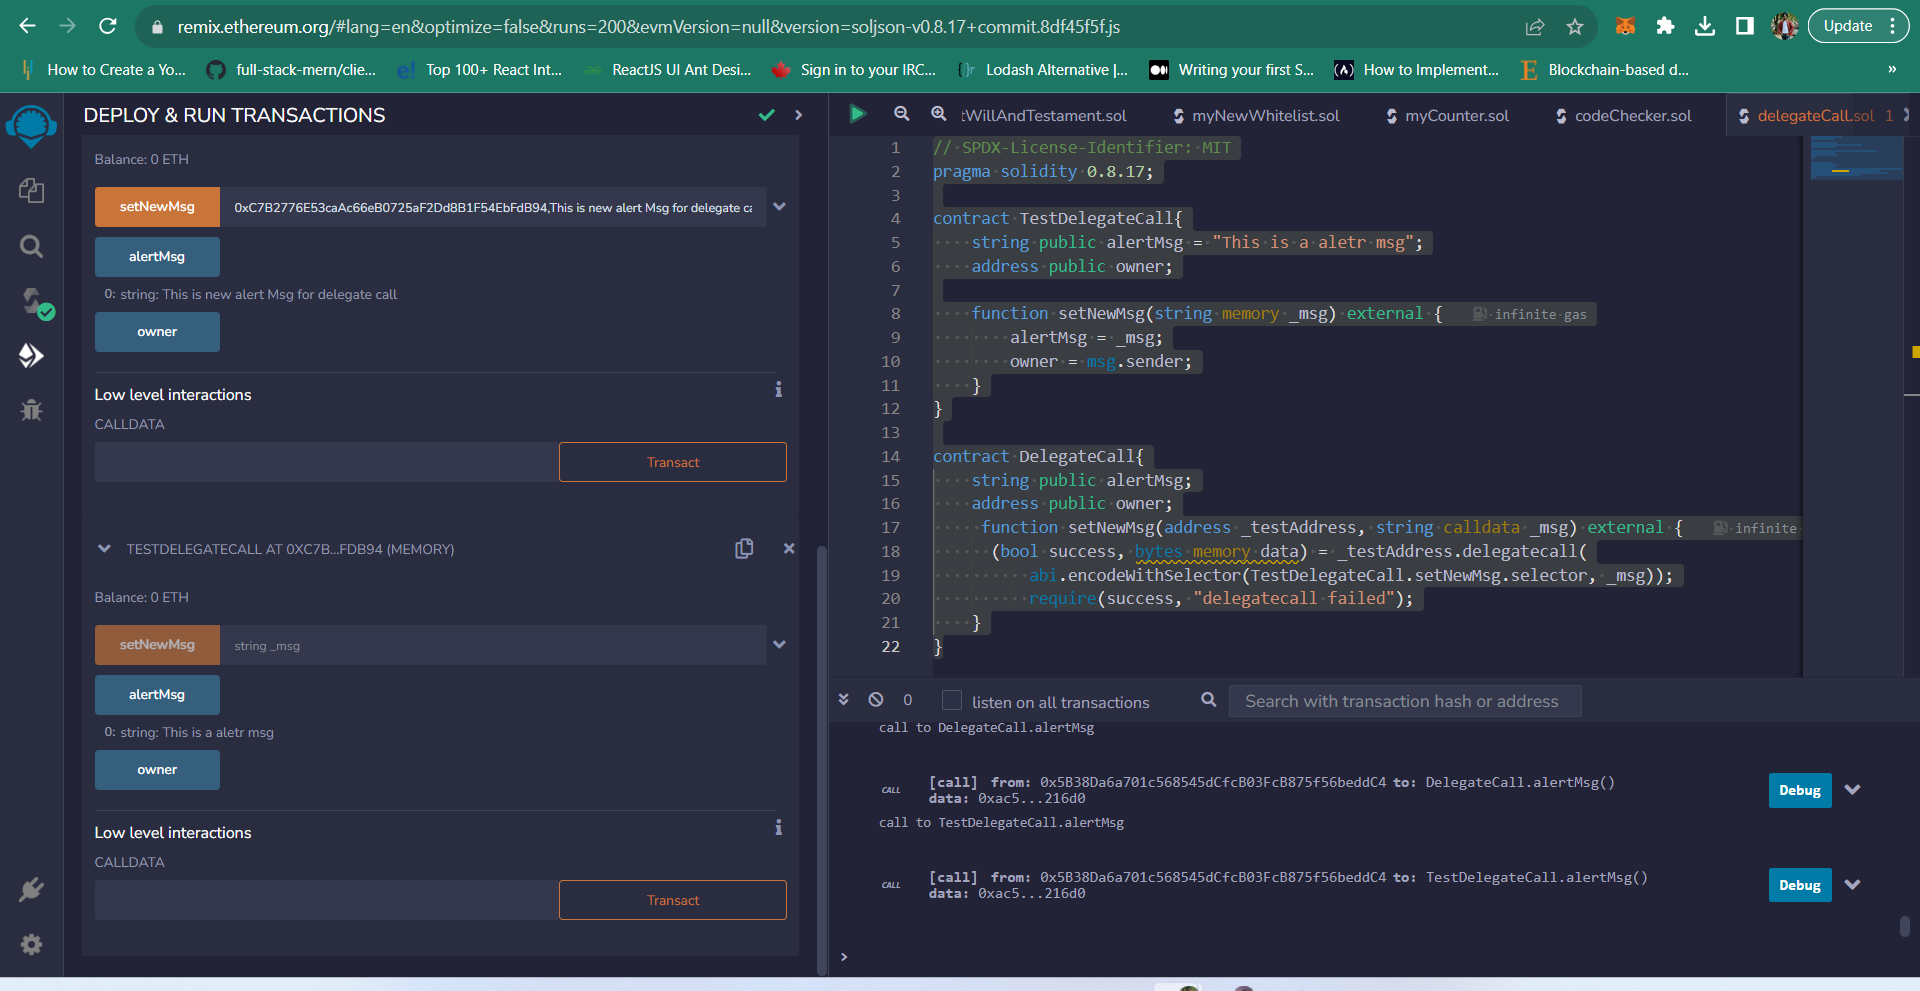 remix.ethereum.org/#lang=en&optimize=false&runs=200&evmVersion=null&version=soljson-v0.8.17+commit.8df45f5f.js
Update
How to Create a Yo...
full-stack-mern/clie...
e!
Top 100+ React Int...
ReactJS UI Ant Desi...
Sign in to your IRC...
Lodash Alternative |...
Writing your first S...
How to Implement...
E
Blockchain-based d...
»
DEPLOY & RUN TRANSACTIONS
Balance: 0 ETH
setNewMsg
0xC7B2776E53caAc66eB0725aF2Dd8B1F54EbFdB94,This is new alert Msg for delegate ca
alertMsg
0: string: This is new alert Msg for delegate call
owner
Low level interactions
i
CALLDATA
Transact
TESTDELEGATECALL AT 0XC7B...FDB94 (MEMORY)
Balance: 0 ETH
setNewMsg
string _msg
alertMsg
0: string: This is a aletr msg
owner
Low level interactions
i
CALLDATA
Transact
tWillAndTestament.sol
myNewWhitelist.sol
myCounter.sol
codeChecker.sol
delegateCall.sol 1
1 // SPDX-License-Identifier: MIT
2 pragma solidity 0.8.17;
3
4 contract TestDelegateCall{
5 string public alertMsg = "This is a aletr msg";
6 address public owner;
7
8 function setNewMsg(string memory _msg) external { infinite gas
9 alertMsg = _msg;
10 owner = msg.sender;
11 }
12 }
13
14 contract DelegateCall{
15 string public alertMsg;
16 address public owner;
17 function setNewMsg(address _testAddress, string calldata _msg) external { infinite
18 (bool success, bytes memory data) = _testAddress.delegatecall(
19 abi.encodeWithSelector(TestDelegateCall.setNewMsg.selector, _msg));
20 require(success, "delegatecall failed");
21 }
22 }
0
listen on all transactions
Search with transaction hash or address
call to DelegateCall.alertMsg
CALL
[call] from: 0x5B38Da6a701c568545dCfcB03FcB875f56beddC4 to: DelegateCall.alertMsg()
data: 0xac5...216d0
Debug
call to TestDelegateCall.alertMsg
CALL
[call] from: 0x5B38Da6a701c568545dCfcB03FcB875f56beddC4 to: TestDelegateCall.alertMsg()
data: 0xac5...216d0
Debug
>